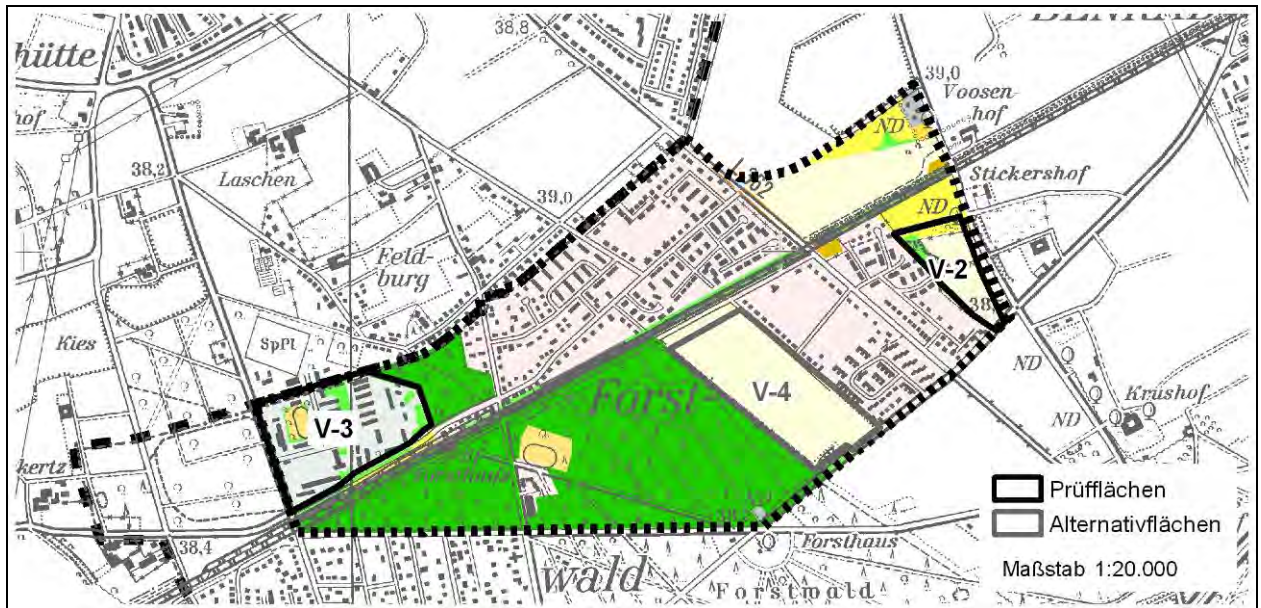 hütte
38,8
39,0
Voosen-
hof
ND
hof
38,2
Laschen
39,0
Stickershof
ND
Feld-
burg
V-2
38,
Kies
SpPl
ND
Forst-
V-4
Krüshof
V-3
ND
kertz
Prüfflächen
Alternativflächen
38,4
Forsthaus
wald
Forstwald
Maßstab 1:20.000